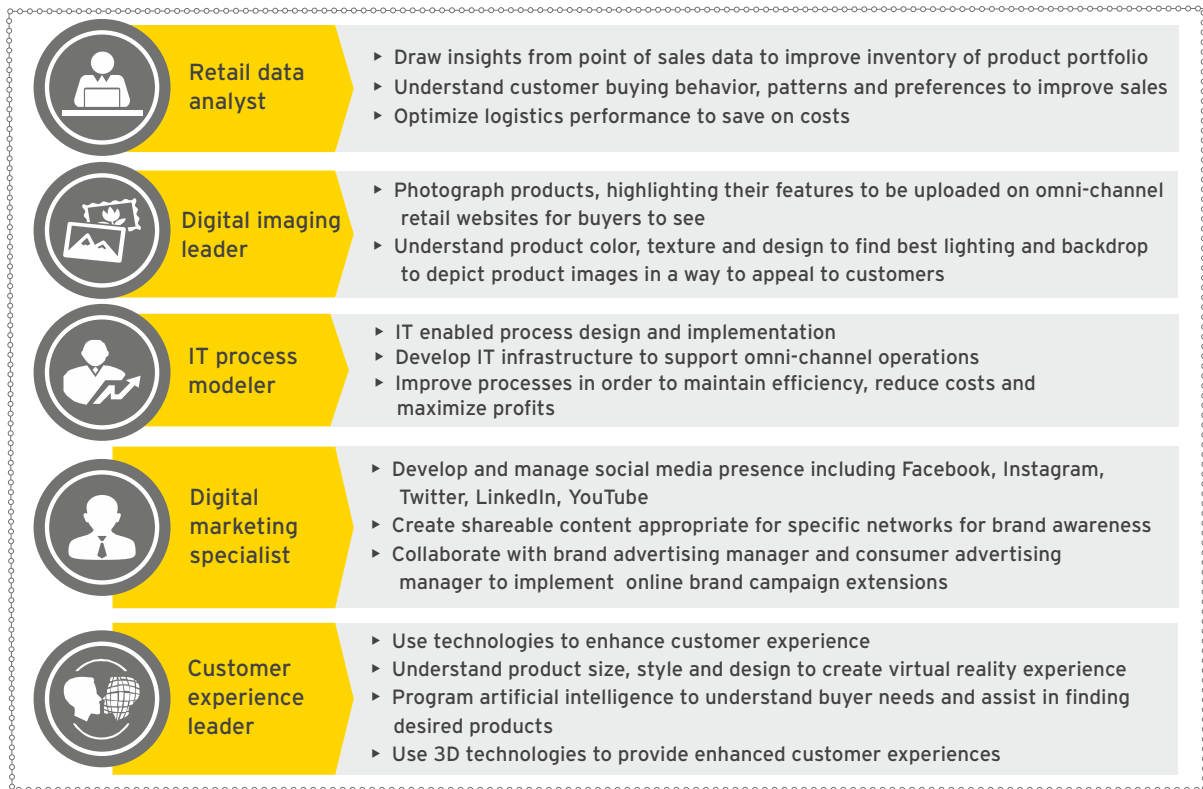 Retail data
analyst
▸ Draw insights from point of sales data to improve inventory of product portfolio
▸ Understand customer buying behavior, patterns and preferences to improve sales
▸ Optimize logistics performance to save on costs
Digital imaging
leader
▸ Photograph products, highlighting their features to be uploaded on omni-channel
retail websites for buyers to see
▸ Understand product color, texture and design to find best lighting and backdrop
to depict product images in a way to appeal to customers
IT process
modeler
▸ IT enabled process design and implementation
▸ Develop IT infrastructure to support omni-channel operations
▸ Improve processes in order to maintain efficiency, reduce costs and
maximize profits
Digital
marketing
specialist
▸ Develop and manage social media presence including Facebook, Instagram,
Twitter, LinkedIn, YouTube
▸ Create shareable content appropriate for specific networks for brand awareness
▸ Collaborate with brand advertising manager and consumer advertising
manager to implement online brand campaign extensions
Customer
experience
leader
▸ Use technologies to enhance customer experience
▸ Understand product size, style and design to create virtual reality experience
▸ Program artificial intelligence to understand buyer needs and assist in finding
desired products
▸ Use 3D technologies to provide enhanced customer experiences